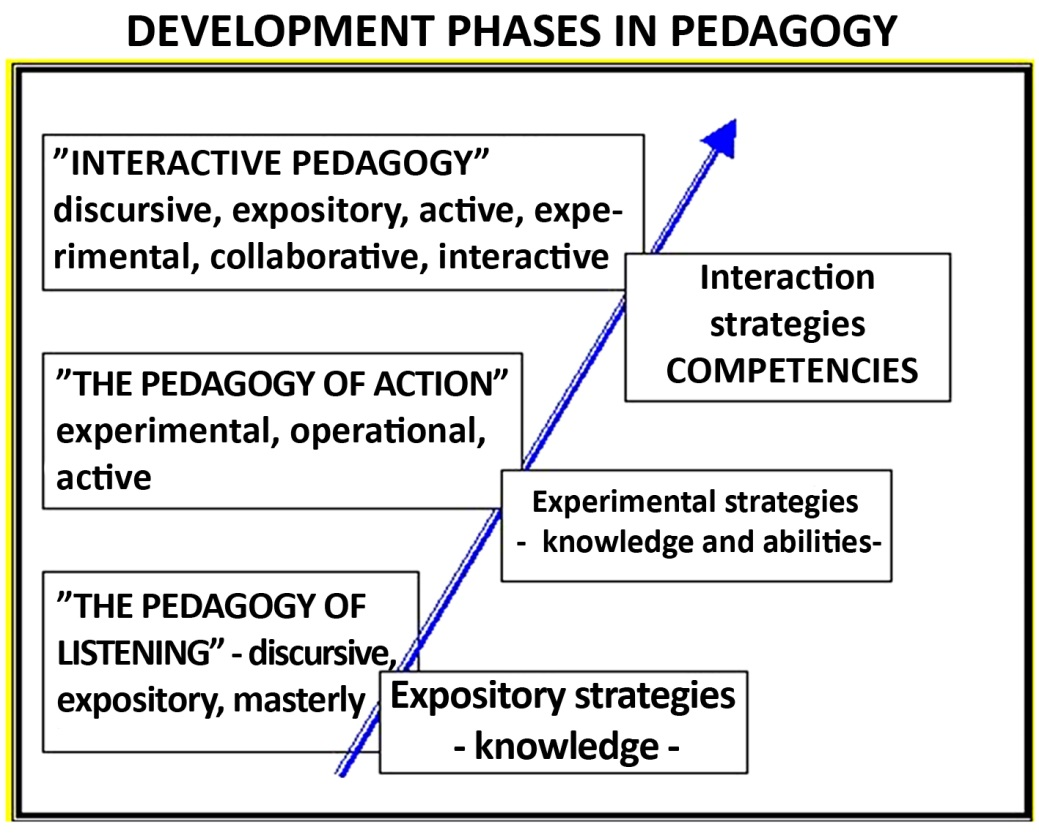 DEVELOPMENT PHASES IN PEDAGOGY
”INTERACTIVE PEDAGOGY”
discursive, expository, active, expe-
rimental, collaborative, interactive
Interaction
strategies
COMPETENCIES
”THE PEDAGOGY OF ACTION”
experimental, operational,
active
Experimental strategies
- knowledge and abilities-
”THE PEDAGOGY OF
LISTENING” - discursive,
expository, masterly
Expository strategies
- knowledge -